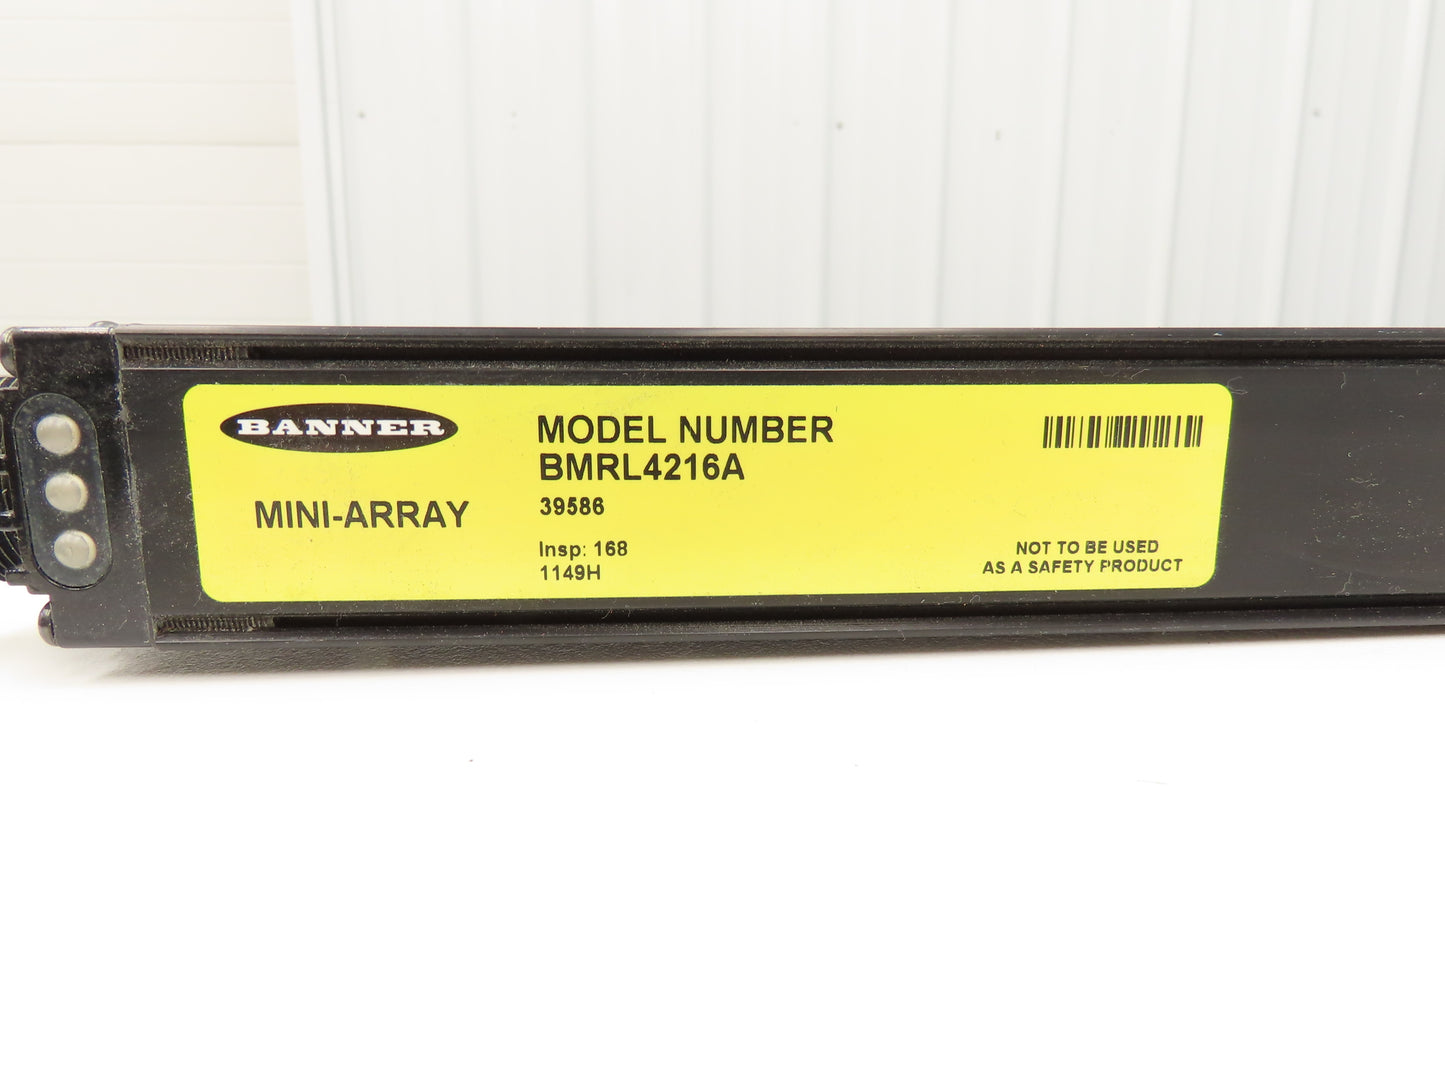 BANNER
MINI-ARRAY
MODEL NUMBER
BMRL4216A
39586
Insp: 168
1149H
NOT TO BE USED
AS A SAFETY PRODUCT